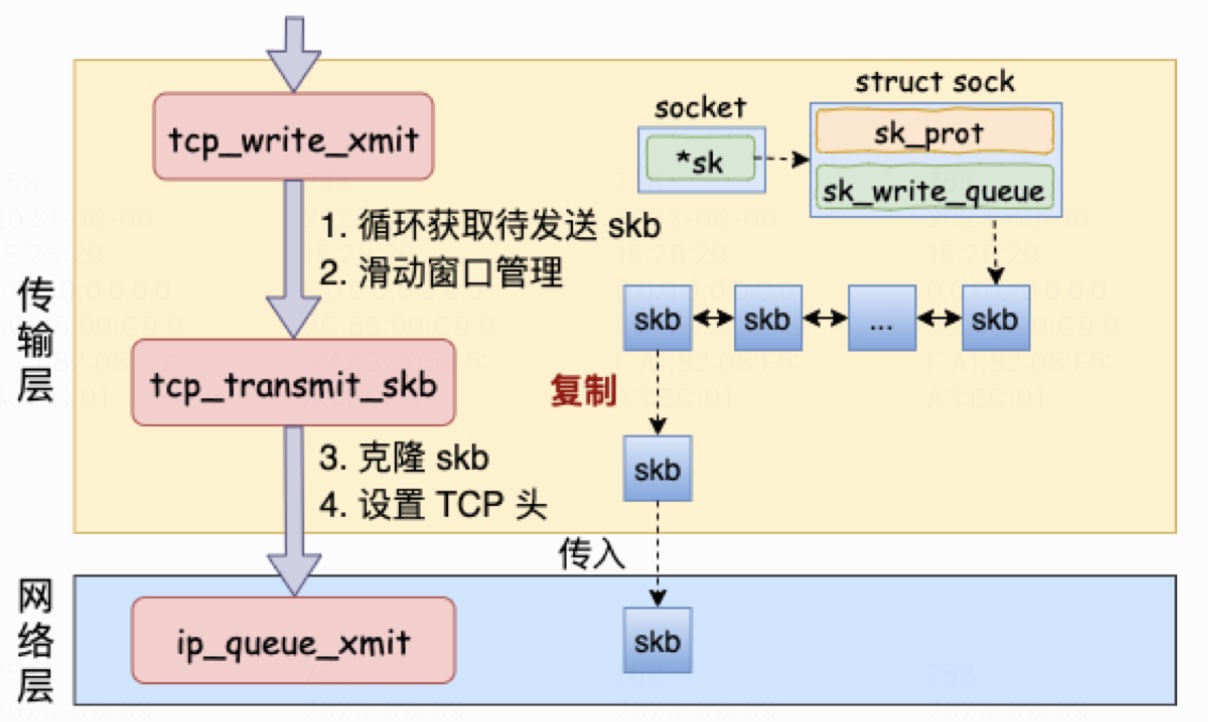 tcp_write_xmit
1. 循环获取待发送 skb
2. 滑动窗口管理
tcp_transmit_skb
3. 克隆 skb
4. 设置 TCP 头
传输层
socket
*sk
struct sock
sk_prot
sk_write_queue
skb
skb
...
skb
复制
skb
传入
网络层
ip_queue_xmit
skb